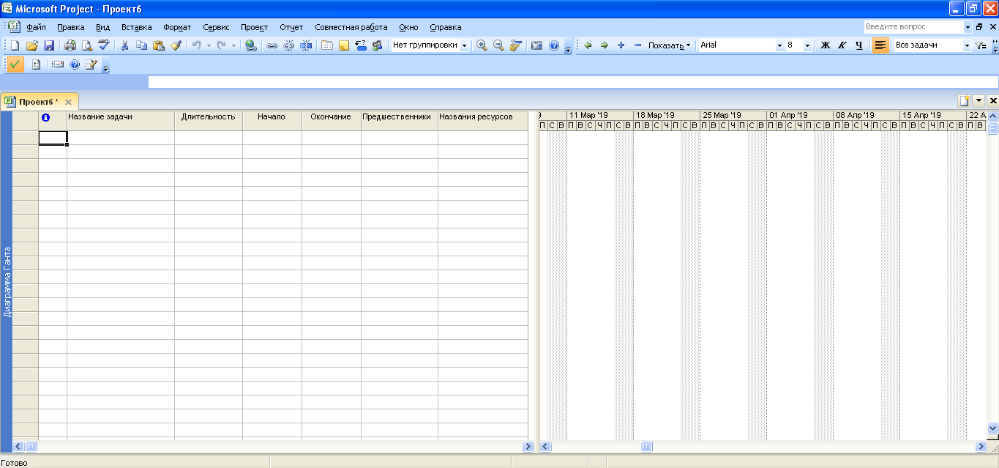 Microsoft Project - Проект6
Файл Правка Вид Вставка Формат Сервис Проект Отчет Совместная работа Окно Справка Введите вопрос
Нет группировки Показать Arial 8 Ж К Ч Все задачи
Проект6 *
Название задачи Длительность Начало Окончание Предшественники Названия ресурсов
9 11 Мар '19 18 Мар '19 25 Мар '19 01 Апр '19 08 Апр '19 15 Апр '19 22 А
П С В П В С Ч П С В П В С Ч П С В П В С Ч П С В П В С Ч П С В П В С Ч П С В П В С Ч П С В П В
Диаграмма Ганта
Готово